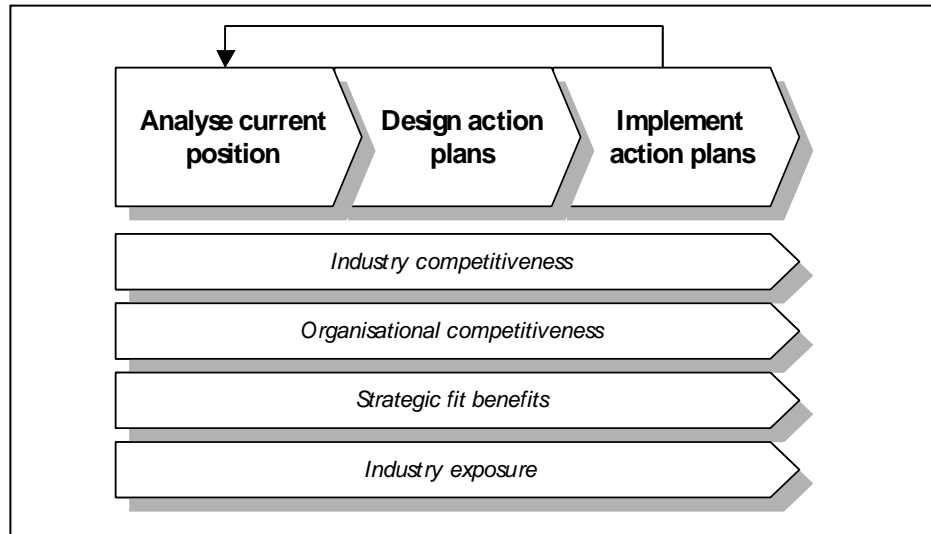 Analyse current
position
Design action
plans
Implement
action plans
Industry competitiveness
Organisational competitiveness
Strategic fit benefits
Industry exposure